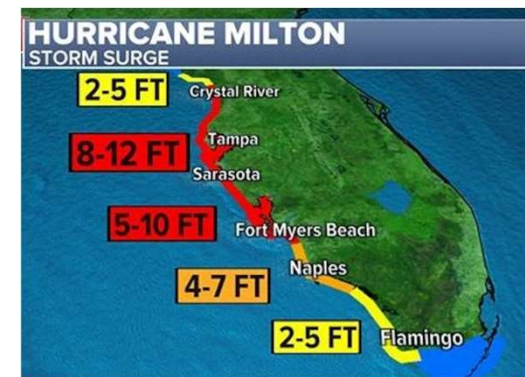 HURRICANE MILTON
STORM SURGE
2-5 FT
Crystal River
Tampa
8-12 FT
Sarasota
5-10 FT
Fort Myers Beach
Naples
4-7 FT
2-5 FT
Flamingo